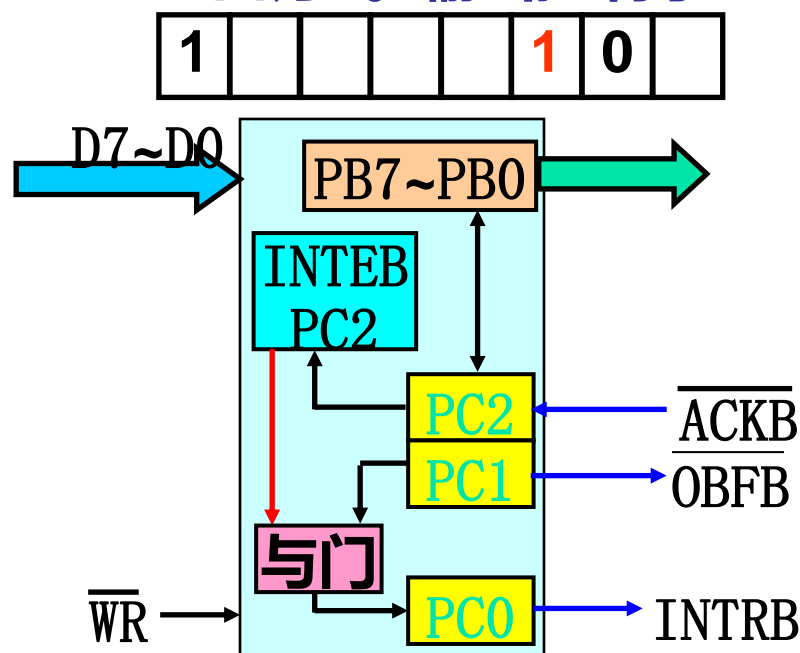 1 1 0
D7~D0
PB7~PB0
INTEB
PC2
PC2
ACKB
PC1
OBFB
与门
WR
PC0
INTRB